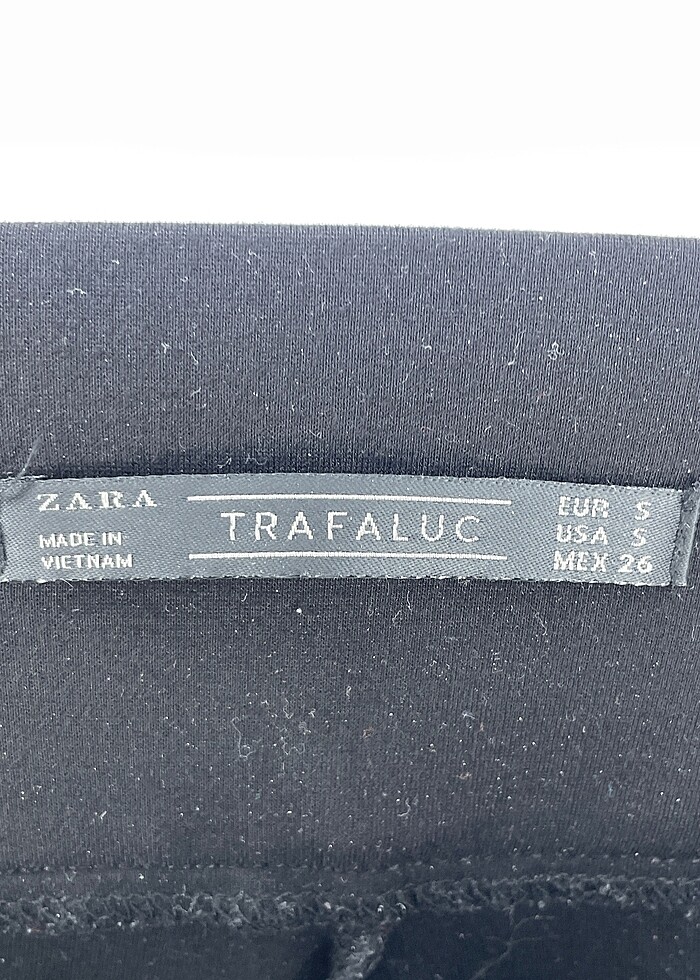 ZARA
MADE IN
VIETNAM
TRAFALUC
EUR S
USA S
MEX 26